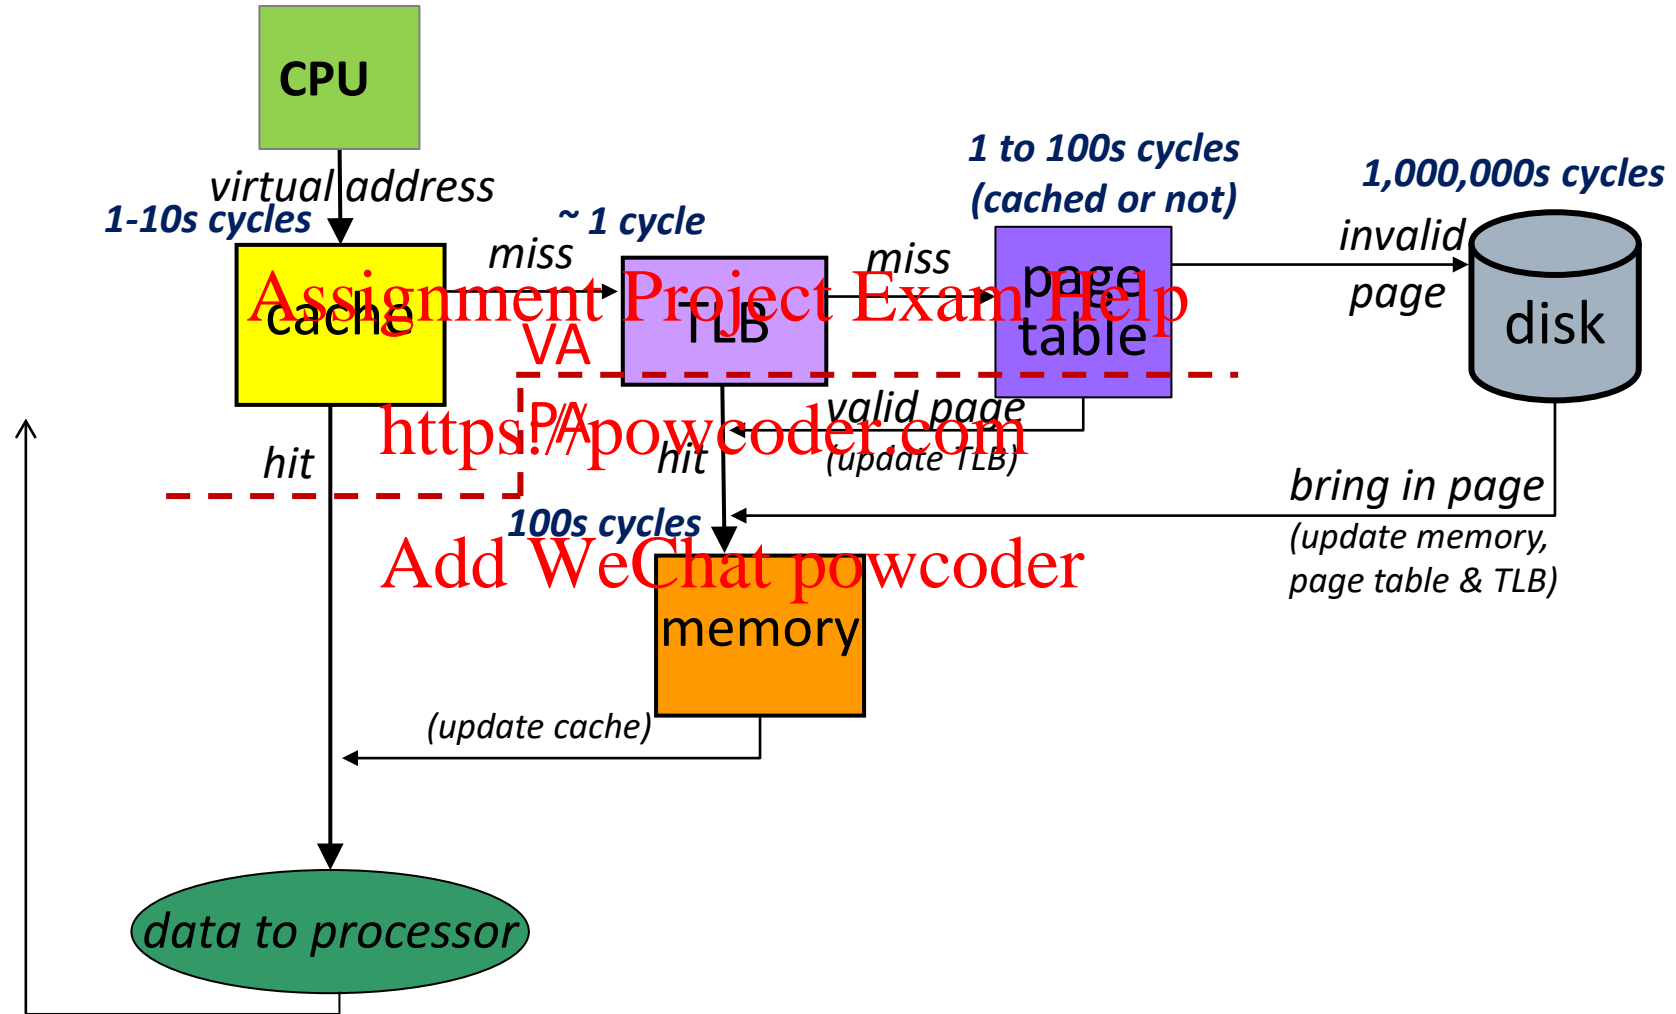 CPU
virtual address
1-10s cycles
~ 1 cycle
1 to 100s cycles
(cached or not)
1,000,000s cycles
miss
miss
invalid
page
cache
TLB
page
table
disk
Assignment Project Exam Help
VA
PA
https://powcoder.com
hit
hit
valid page
(update TLB)
bring in page
(update memory,
page table & TLB)
100s cycles
Add WeChat powcoder
memory
(update cache)
data to processor